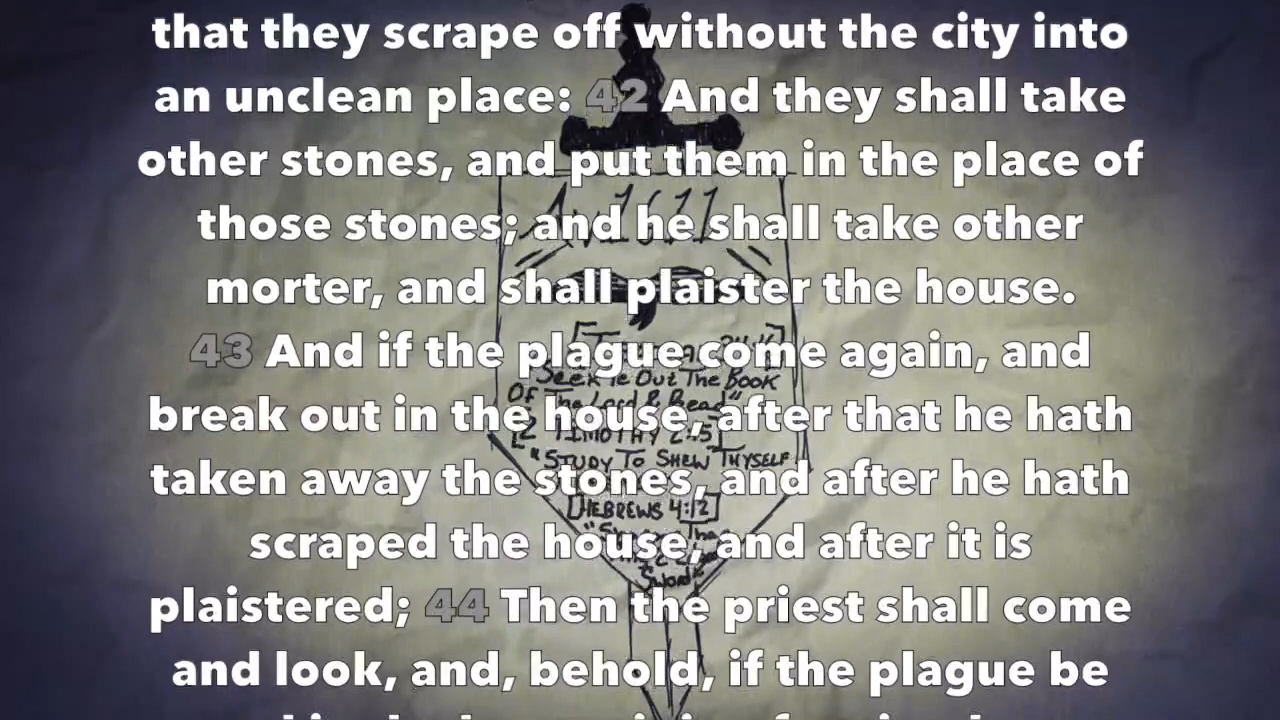 that they scrape off without the city into
an unclean place: 42 And they shall take
other stones, and put them in the place of
those stones; and he shall take other
morter, and shall plaister the house.
43 And if the plague come again, and
break out in the house, after that he hath
taken away the stones, and after he hath
scraped the house, and after it is
plaistered; 44 Then the priest shall come
and look, and, behold, if the plague be
1611
Seek Ye Out The Book
Of The Lord & Read"
"STUDY TO SHEW THYSELF
[HEBREWS 4:12]
Sword"